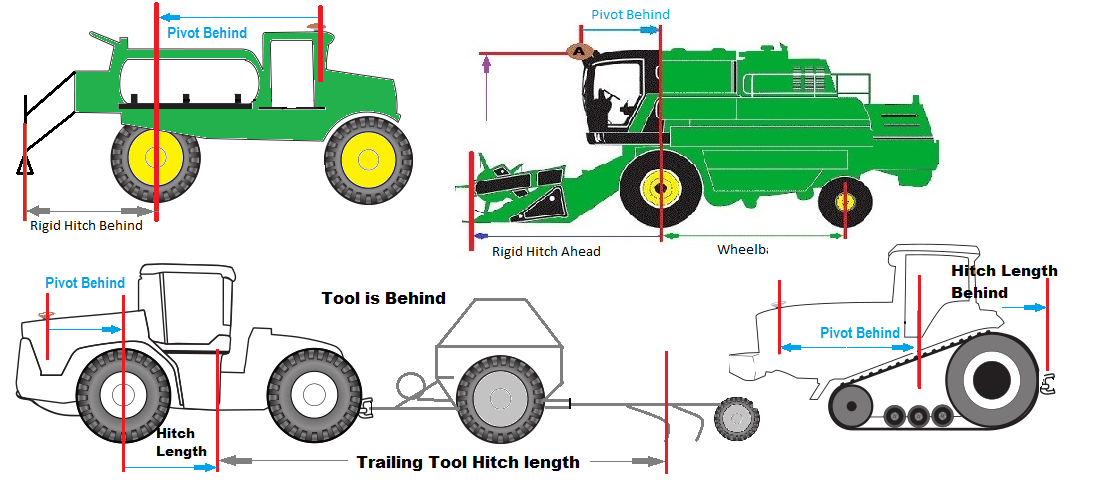 Pivot Behind
Rigid Hitch Behind
Pivot Behind
A
Rigid Hitch Ahead
Wheelba
Pivot Behind
Tool is Behind
Hitch
Length
Trailing Tool Hitch length
Hitch Length
Behind
Pivot Behind